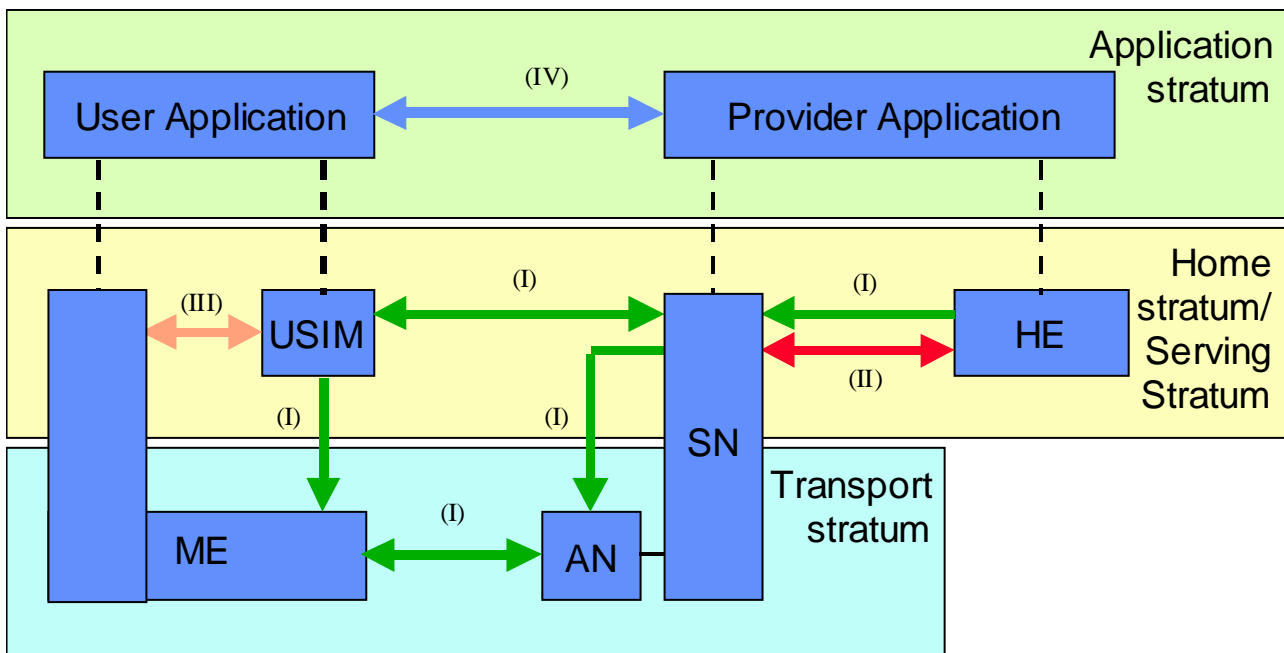 Application
stratum
(IV)
User Application
Provider Application
Home
stratum/
Serving
Stratum
(I)
(I)
(III)
USIM
HE
(II)
(I)
(I)
SN
Transport
stratum
(I)
ME
AN